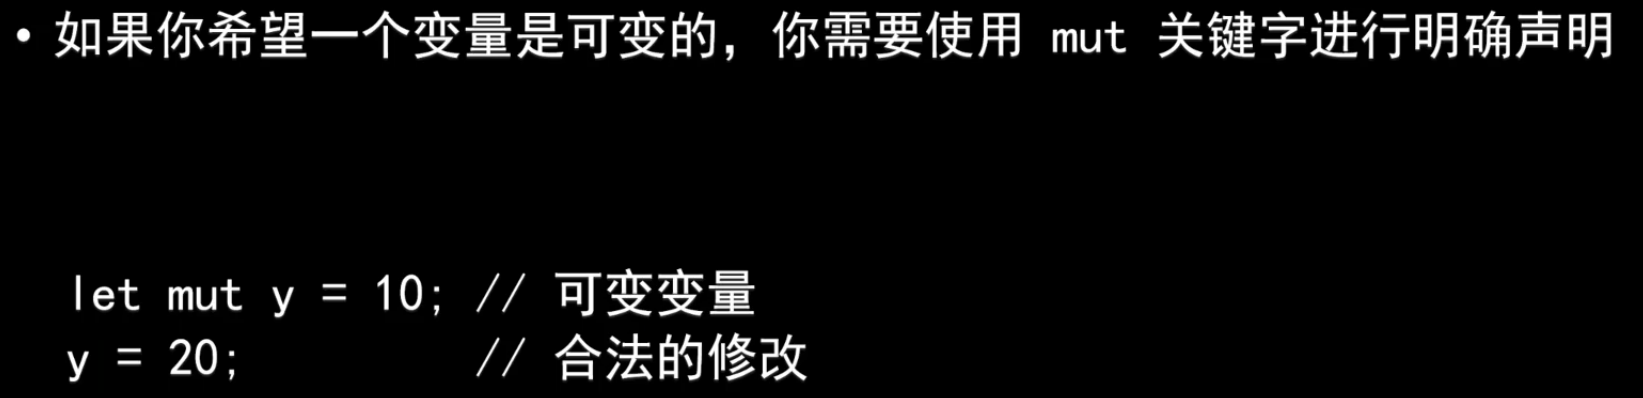 • 如果你希望一个变量是可变的，你需要使用 mut 关键字进行明确声明
let mut y = 10; // 可变变量
y = 20;         // 合法的修改